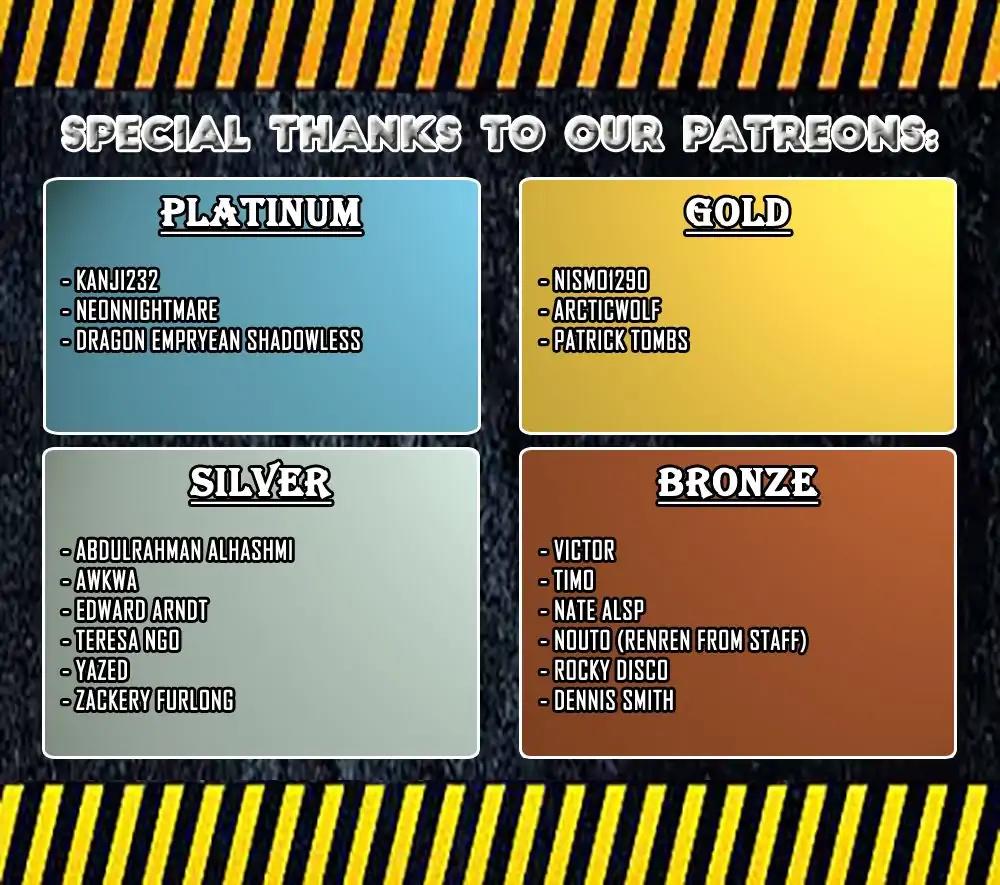 SPECIAL THANKS TO OUR PATREONS:
PLATINUM
- KANJI232
- NEONNIGHTMARE
- DRAGON EMPRYEAN SHADOWLESS
GOLD
- NISMO1290
- ARCTICWOLF
- PATRICK TOMBS
SILVER
- ABDULRAHMAN ALHASHMI
- AWKWA
- EDWARD ARNDT
- TERESA NGO
- YAZED
- ZACKERY FURLONG
BRONZE
- VICTOR
- TIMO
- NATE ALSP
- NOUTO (RENREN FROM STAFF)
- ROCKY DISCO
- DENNIS SMITH